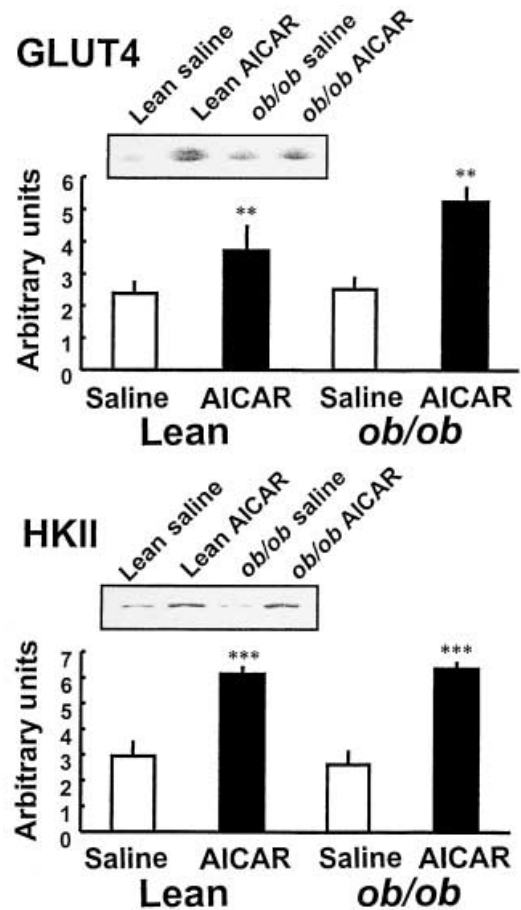 GLUT4
Lean saline
Lean AICAR
ob/ob saline
ob/ob AICAR
Arbitrary units
6
5
4
3
2
1
0
**
**
Saline AICAR Saline AICAR
Lean ob/ob
HKII
Lean saline
Lean AICAR
ob/ob saline
ob/ob AICAR
Arbitrary units
7
6
5
4
3
2
1
0
***
***
Saline AICAR Saline AICAR
Lean ob/ob